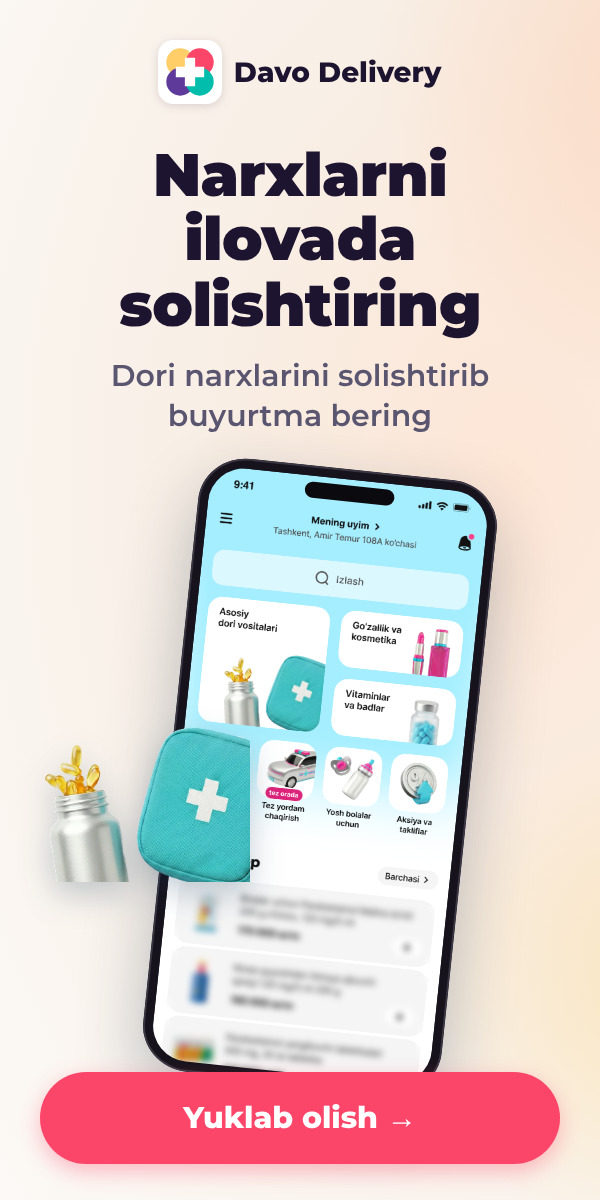 Davo Delivery
Narxlarni
ilovada
solishtiring
Dori narxlarini solishtirib
buyurtma bering
9:41
Mening uyim >
Tashkent, Amir Temur 108A ko'chasi
Izlash
Asosiy
dori vositalari
Go'zallik va
kosmetika
Vitaminlar
va badlar
tez orada
Tez yordam
chaqirish
Yosh bolalar
uchun
Aksiya va
takliflar
Barchasi >
Yuklab olish →